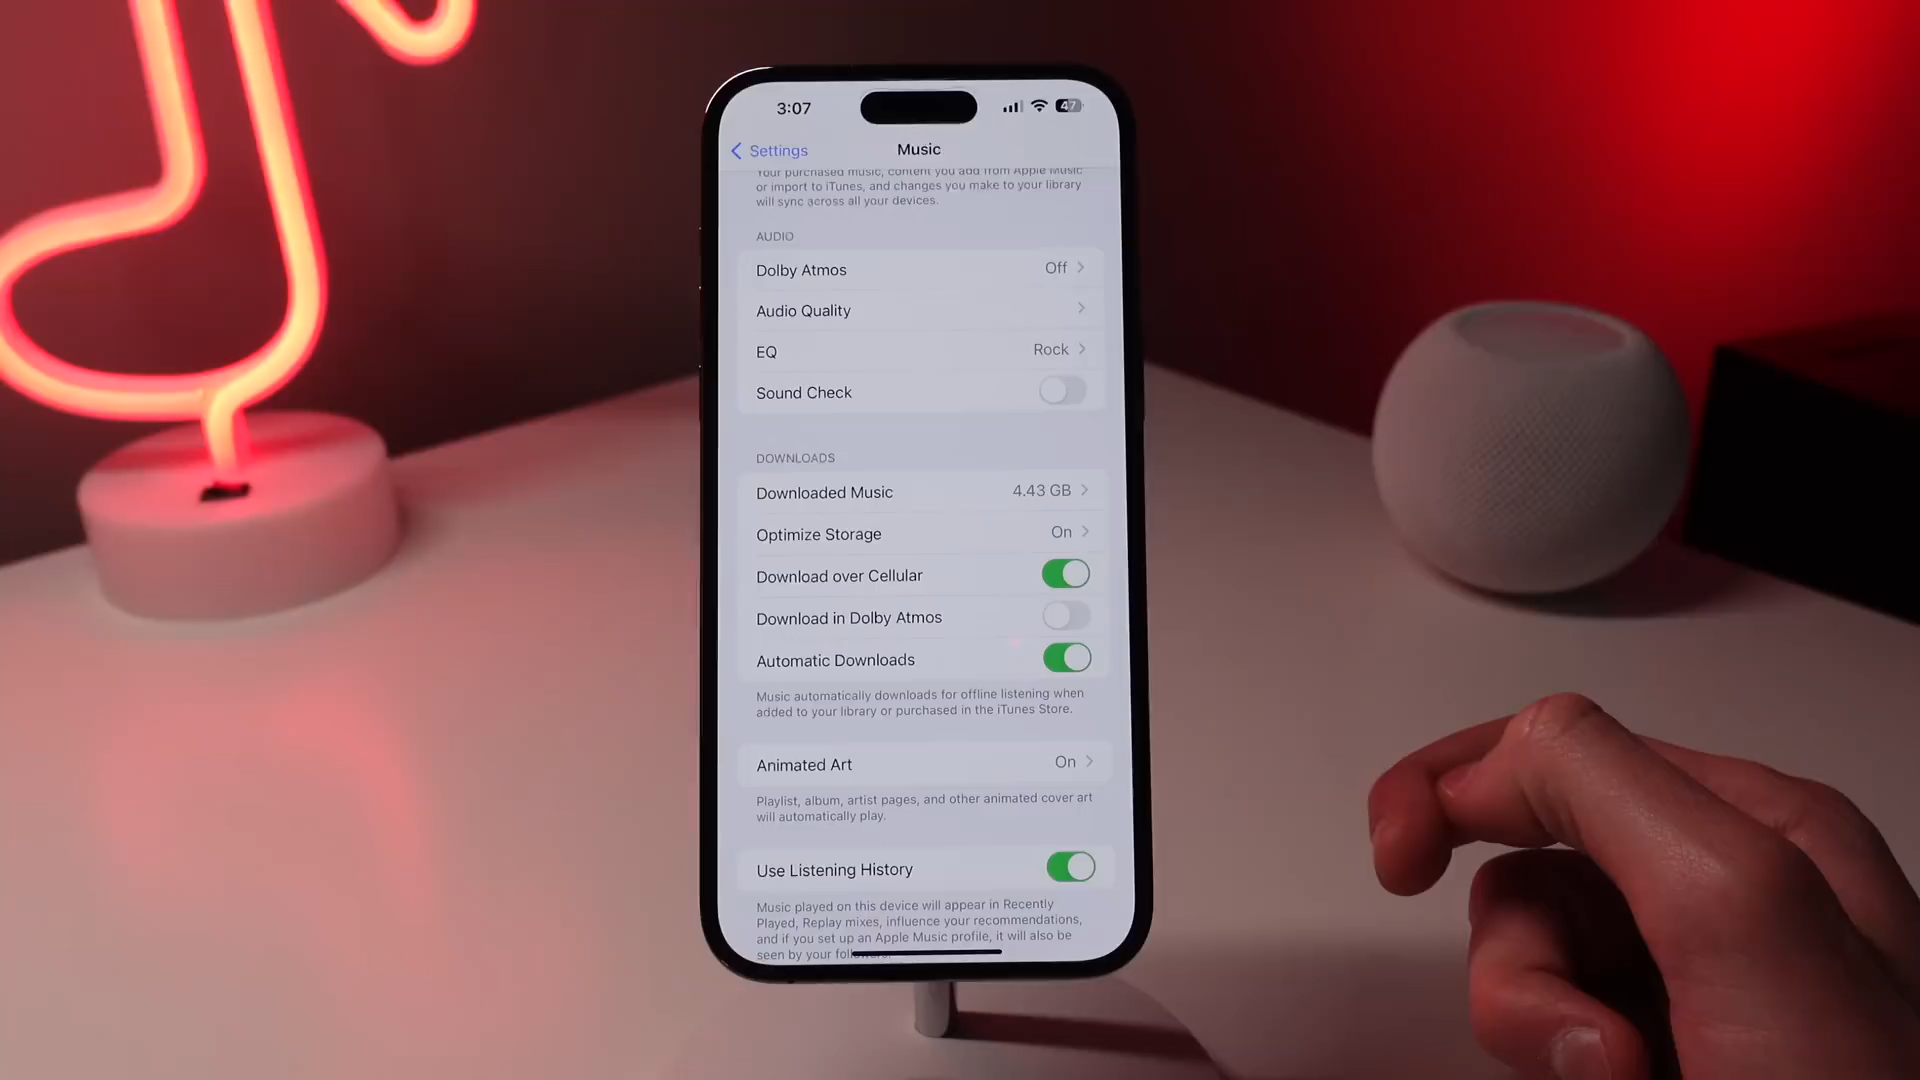 3:07
47
Settings
Music
Your purchased music, content you add from Apple Music
or import to iTunes, and changes you make to your library
will sync across all your devices.
AUDIO
Dolby Atmos Off
Audio Quality
EQ Rock
Sound Check
DOWNLOADS
Downloaded Music 4.43 GB
Optimize Storage On
Download over Cellular
Download in Dolby Atmos
Automatic Downloads
Music automatically downloads for offline listening when
added to your library or purchased in the iTunes Store.
Animated Art On
Playlist, album, artist pages, and other animated cover art
will automatically play.
Use Listening History
Music played on this device will appear in Recently
Played, Replay mixes, influence your recommendations,
and if you set up an Apple Music profile, it will also be
seen by your followers.